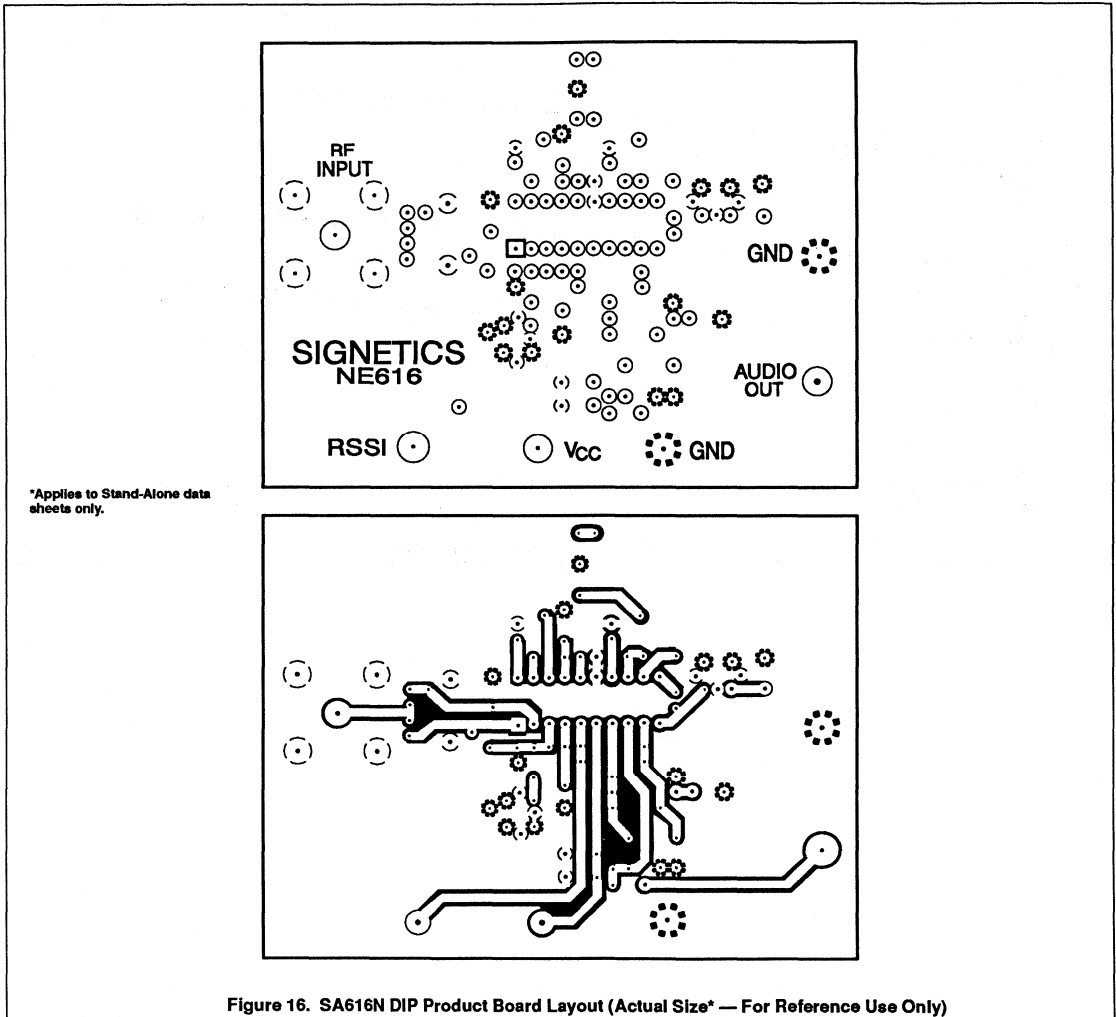 RF
INPUT
GND
SIGNETICS
NE616
AUDIO
OUT
RSSI
VCC
GND
*Applies to Stand-Alone data
sheets only.
Figure 16. SA616N DIP Product Board Layout (Actual Size* — For Reference Use Only)